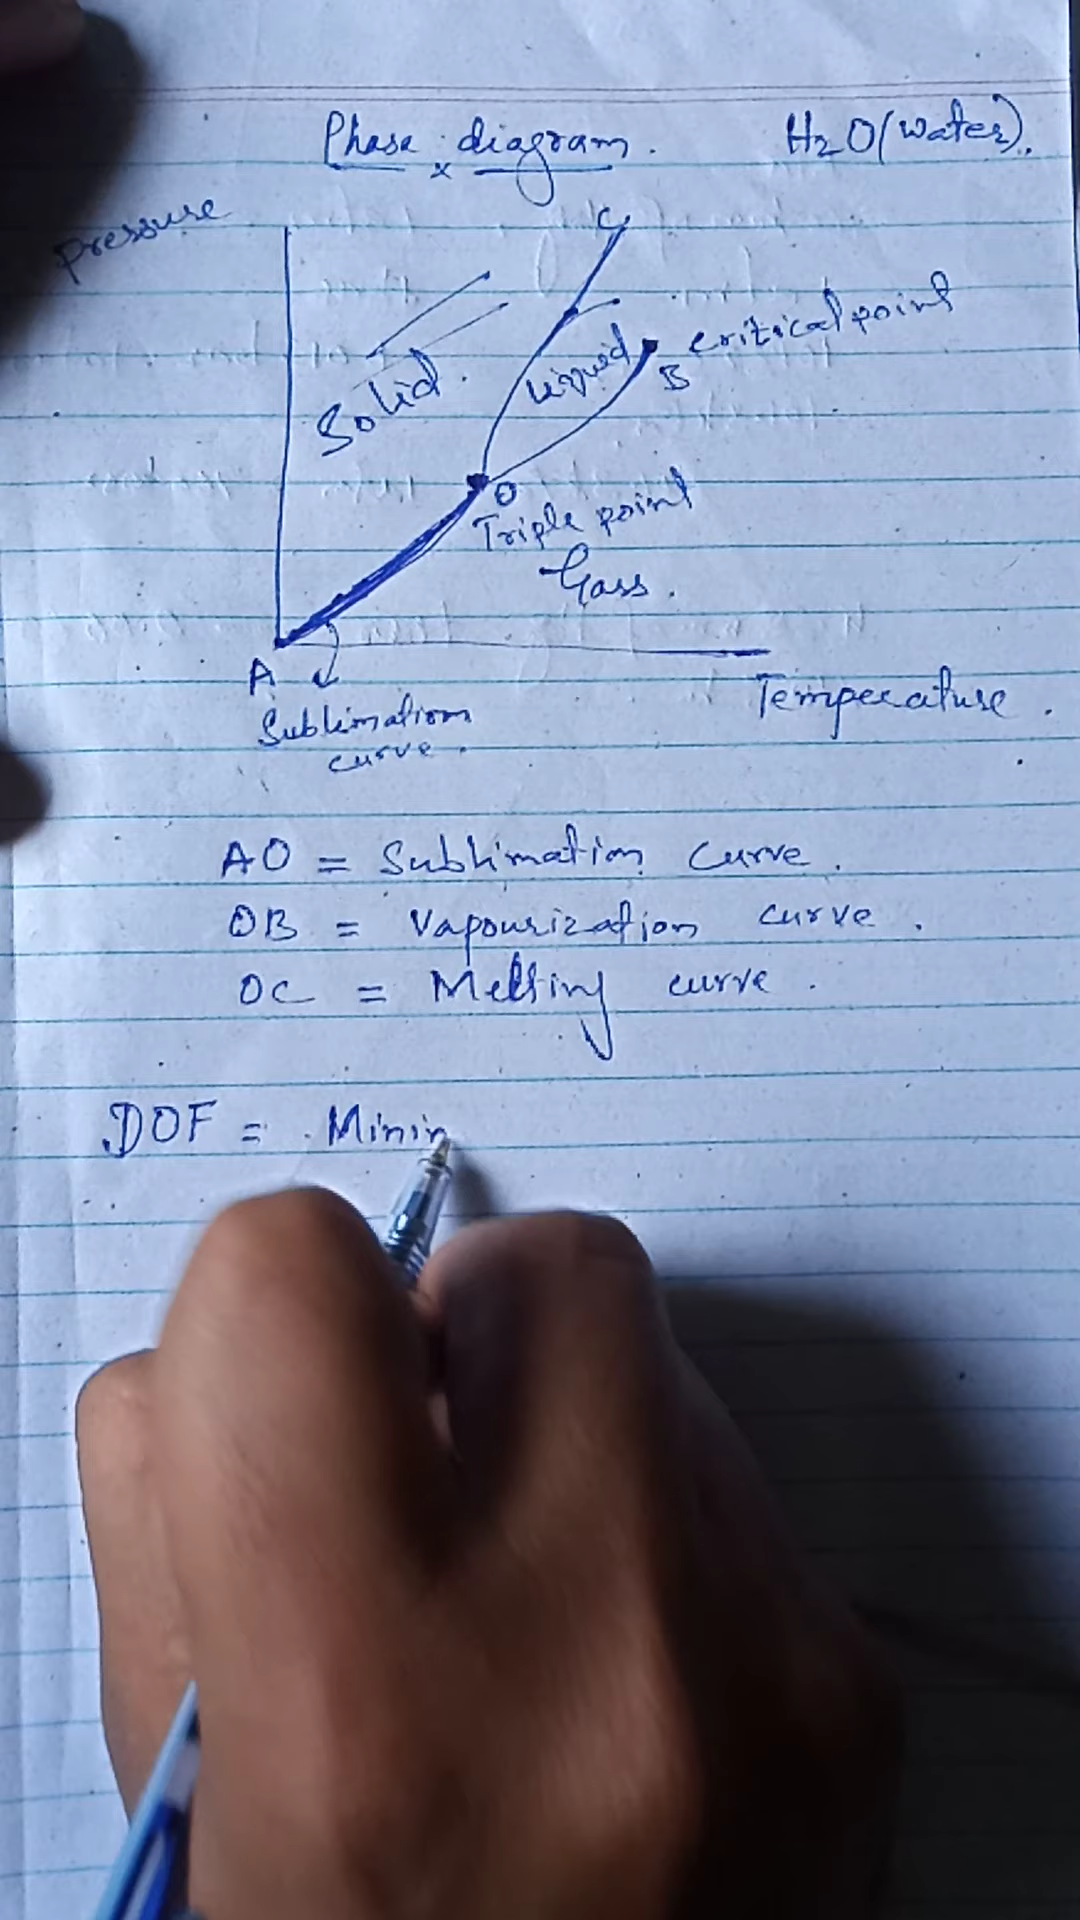 Phase diagram.
H2O (water).
Pressure
C
Solid.
Liquid
critical point
B
O
Triple point
Gass.
A
Sublimation
curve.
Temperature.
AO = Sublimation curve.
OB = Vapourization curve.
OC = Melting curve.
DOF = Minim